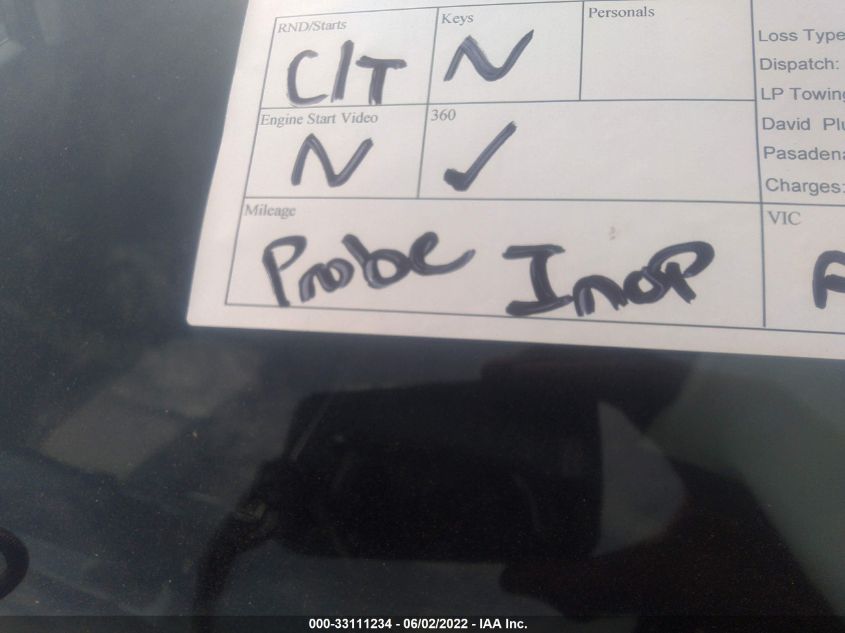 RND/Starts Keys Personals
C/T N
Loss Type
Dispatch:
LP Towing
Engine Start Video 360
N ✓
David Plu
Pasadena
Charges:
Mileage VIC
Probe Inop
000-33111234 - 06/02/2022 - IAA Inc.